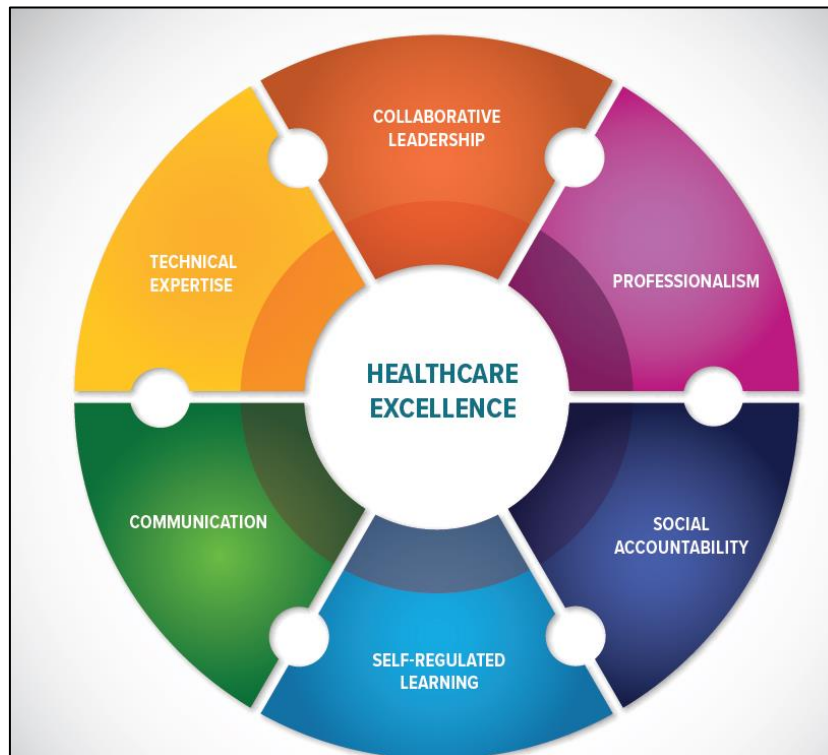 COLLABORATIVE
LEADERSHIP
TECHNICAL
EXPERTISE
PROFESSIONALISM
HEALTHCARE
EXCELLENCE
COMMUNICATION
SOCIAL
ACCOUNTABILITY
SELF-REGULATED
LEARNING